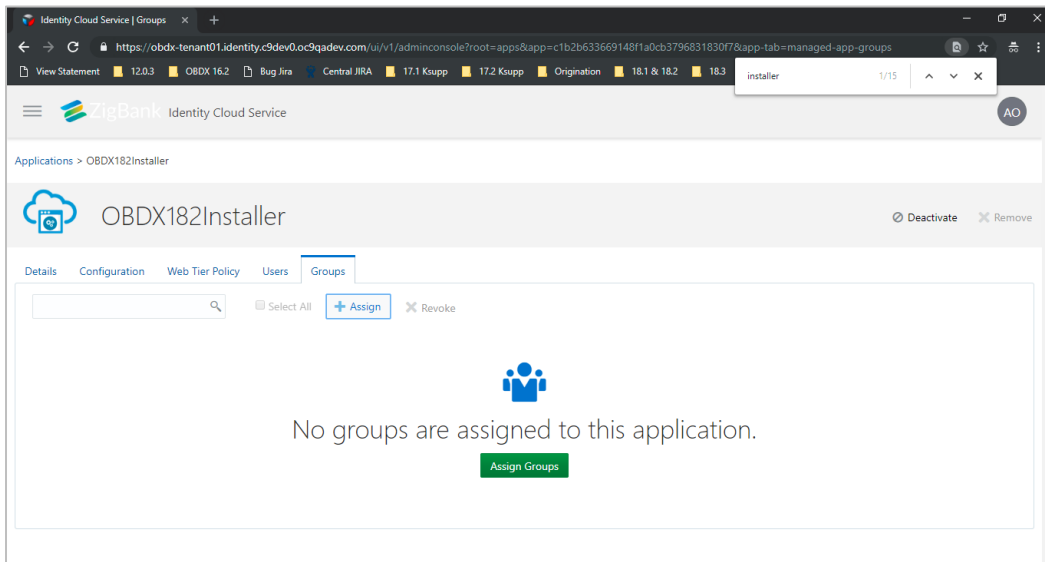 Identity Cloud Service | Groups
https://obdx-tenant01.identity.c9dev0.oc9qadev.com/ui/v1/adminconsole?root=apps&app=c1b2b633669148f1a0cb3796831830f7&app-tab=managed-app-groups
View Statement 12.0.3 OBDX 16.2 Bug Jira Central JIRA 17.1 Ksupp 17.2 Ksupp Origination 18.1 & 18.2 18.3
installer 1/15
ZigBank Identity Cloud Service AO
Applications > OBDX182Installer
OBDX182Installer Deactivate Remove
Details Configuration Web Tier Policy Users Groups
Select All Assign Revoke
No groups are assigned to this application.
Assign Groups